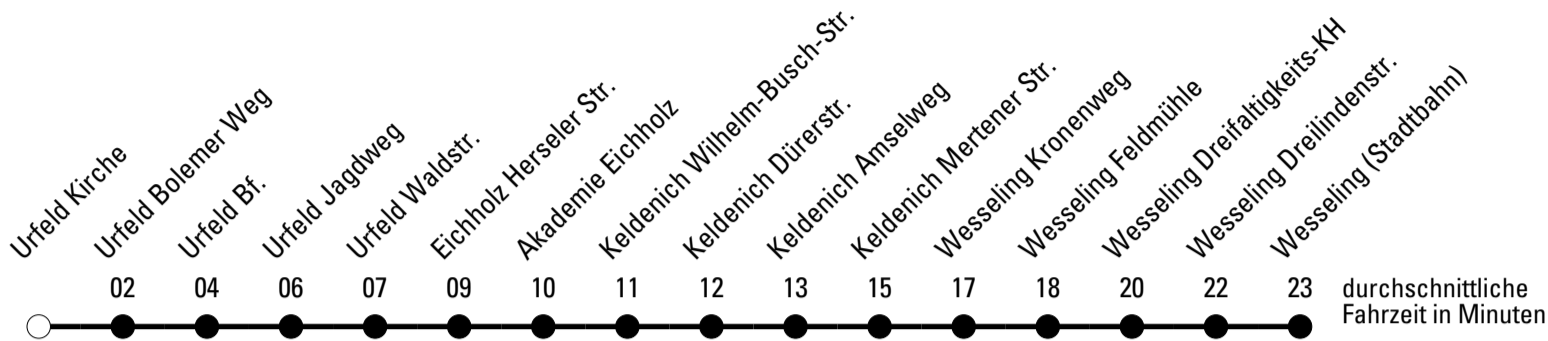 Urfeld Kirche
Urfeld Bolemer Weg
Urfeld Bf.
Urfeld Jagdweg
Urfeld Waldstr.
Eichholz Herseler Str.
Akademie Eichholz
Keldenich Wilhelm-Busch-Str.
Keldenich Dürerstr.
Keldenich Amselweg
Keldenich Mertener Str.
Wesseling Kronenweg
Wesseling Feldmühle
Wesseling Dreifaltigkeits-KH
Wesseling Dreilindenstr.
Wesseling (Stadtbahn)
02 04 06 07 09 10 11 12 13 15 17 18 20 22 23
durchschnittliche
Fahrzeit in Minuten